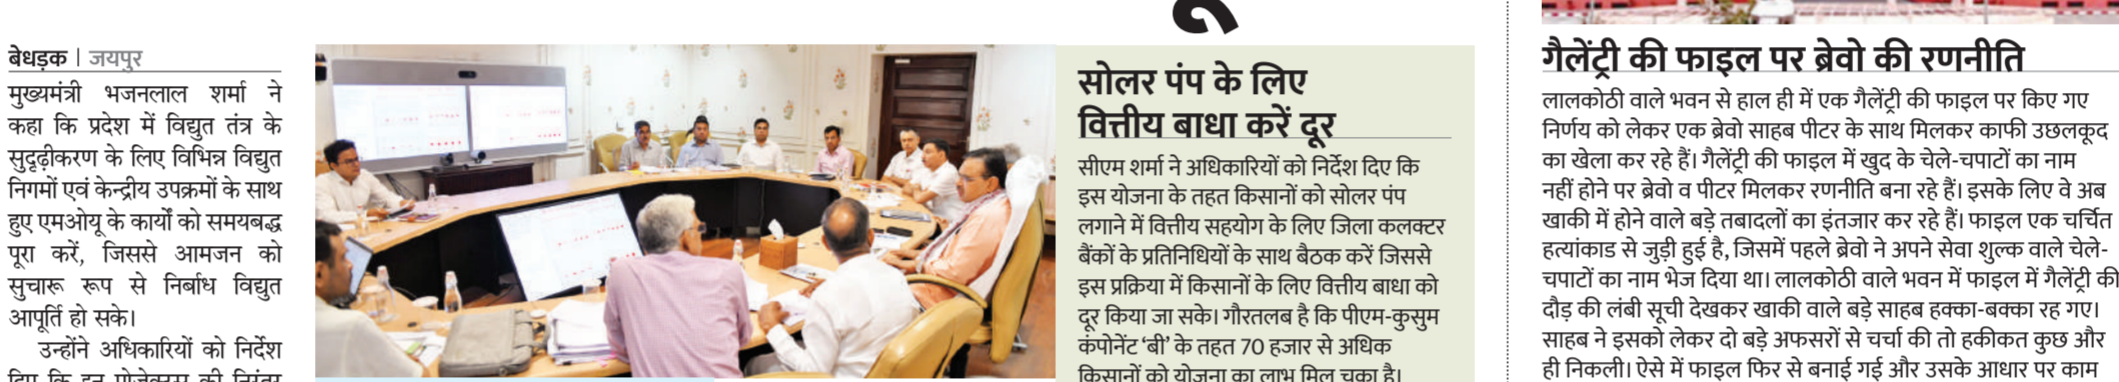 बेधड़क | जयपुर
मुख्यमंत्री भजनलाल शर्मा ने
कहा कि प्रदेश में विद्युत तंत्र के
सुदृढ़ीकरण के लिए विभिन्न विद्युत
निगमों एवं केन्द्रीय उपक्रमों के साथ
हुए एमओयू के कार्यों को समयबद्ध
पूरा करें, जिससे आमजन को
सुचारू रूप से निर्बाध विद्युत
आपूर्ति हो सके।
उन्होंने अधिकारियों को निर्देश
दिए कि इन प्रोजेक्ट्स की निरंतर
सोलर पंप के लिए
वित्तीय बाधा करें दूर
सीएम शर्मा ने अधिकारियों को निर्देश दिए कि
इस योजना के तहत किसानों को सोलर पंप
लगाने में वित्तीय सहयोग के लिए जिला कलक्टर
बैंकों के प्रतिनिधियों के साथ बैठक करें जिससे
इस प्रक्रिया में किसानों के लिए वित्तीय बाधा को
दूर किया जा सके। गौरतलब है कि पीएम-कुसुम
कंपोनेंट ‘बी’ के तहत 70 हजार से अधिक
किसानों को योजना का लाभ मिल चुका है।
गैलेंट्री की फाइल पर ब्रेवो की रणनीति
लालकोठी वाले भवन से हाल ही में एक गैलेंट्री की फाइल पर किए गए
निर्णय को लेकर एक ब्रेवो साहब पीटर के साथ मिलकर काफी उछलकूद
का खेला कर रहे हैं। गैलेंट्री की फाइल में खुद के चेले-चपाटों का नाम
नहीं होने पर ब्रेवो व पीटर मिलकर रणनीति बना रहे हैं। इसके लिए वे अब
खाकी में होने वाले बड़े तबादलों का इंतजार कर रहे हैं। फाइल एक चर्चित
हत्याकांड से जुड़ी हुई है, जिसमें पहले ब्रेवो ने अपने सेवा शुल्क वाले चेले-
चपाटों का नाम भेज दिया था। लालकोठी वाले भवन में फाइल में गैलेंट्री की
दौड़ की लंबी सूची देखकर खाकी वाले बड़े साहब हक्का-बक्का रह गए।
साहब ने इसको लेकर दो बड़े अफसरों से चर्चा की तो हकीकत कुछ और
ही निकली। ऐसे में फाइल फिर से बनाई गई और उसके आधार पर काम